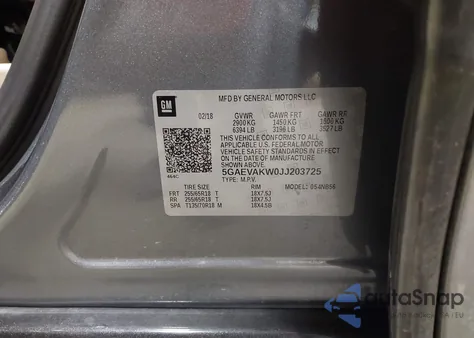 GM
MFD BY GENERAL MOTORS LLC
02/18 GVWR GAWR FRT GAWR RR
2900 KG 1450 KG 1600 KG
6394 LB 3196 LB 3527 LB
THIS VEHICLE CONFORMS TO ALL
APPLICABLE U.S. FEDERAL MOTOR
VEHICLE SAFETY STANDARDS IN EFFECT
ON THE DATE OF MANUFACTURE
5GAEVAKW0JJ203725
TYPE: M.P.V.
TIRE SIZE RIM MODEL:
FRT 255/65R18 T 18X7.5J
RR 255/65R18 T 18X7.5J
SPA T135/70R18 M 18X4.5B
autoSnap